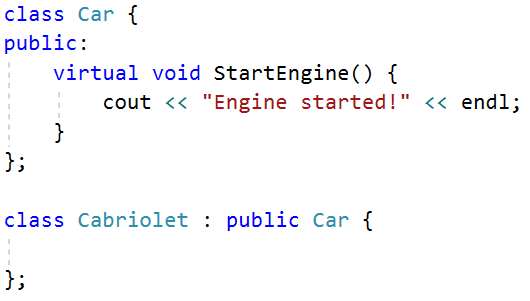 class Car {
public:
    virtual void StartEngine() {
        cout << "Engine started!" << endl;
    }
};
class Cabriolet : public Car {
};